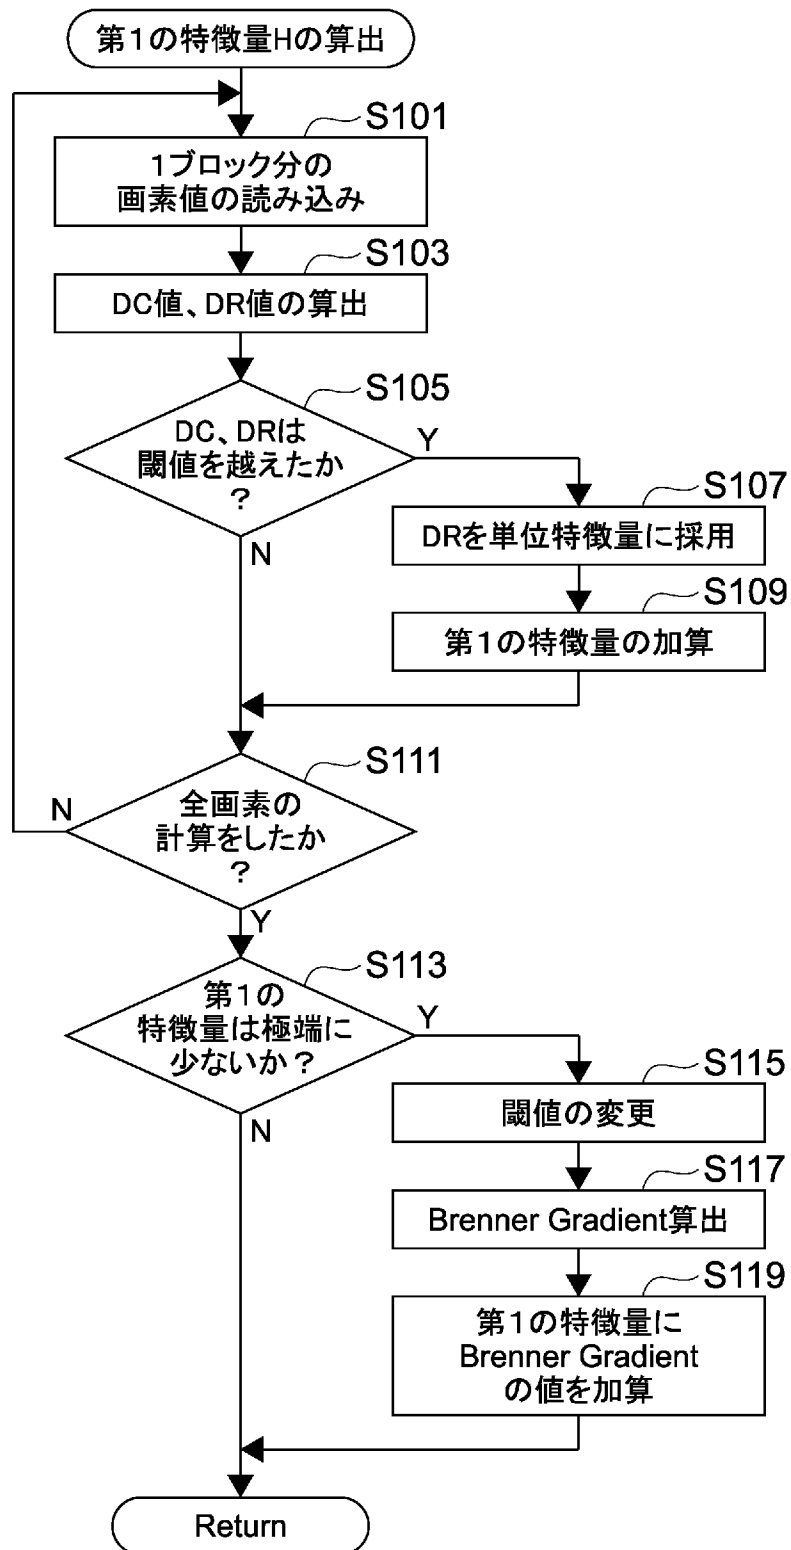 第1の特徴量Hの算出
S101
1ブロック分の
画素値の読み込み
S103
DC値、DR値の算出
S105
DC、DRは
閾値を越えたか
?
Y
N
S107
DRを単位特徴量に採用
S109
第1の特徴量の加算
S111
全画素の
計算をしたか
?
N
Y
S113
第1の
特徴量は極端に
少ないか?
Y
N
S115
閾値の変更
S117
Brenner Gradient算出
S119
第1の特徴量に
Brenner Gradient
の値を加算
Return